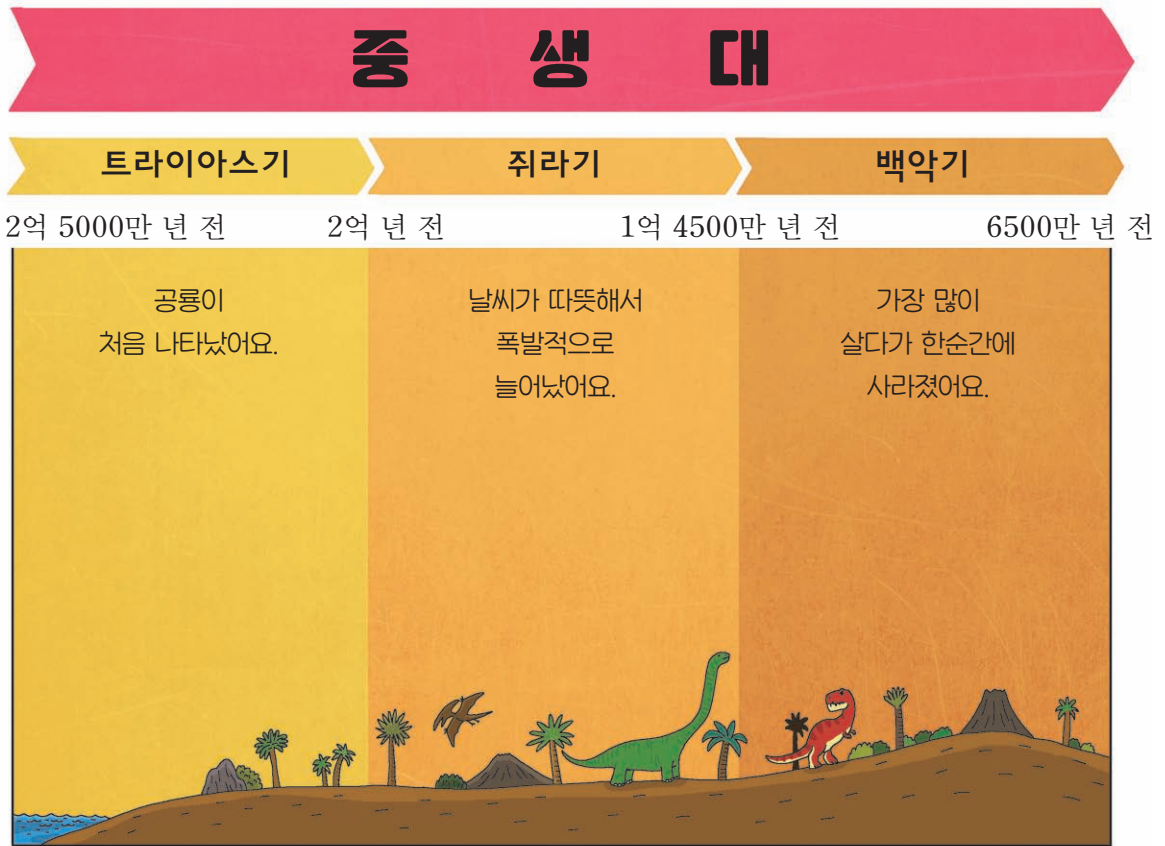 중 생 대
트라이아스기 쥐라기 백악기
2억 5000만 년 전 2억 년 전 1억 4500만 년 전 6500만 년 전
공룡이
처음 나타났어요.
날씨가 따뜻해서
폭발적으로
늘어났어요.
가장 많이
살다가 한순간에
사라졌어요.